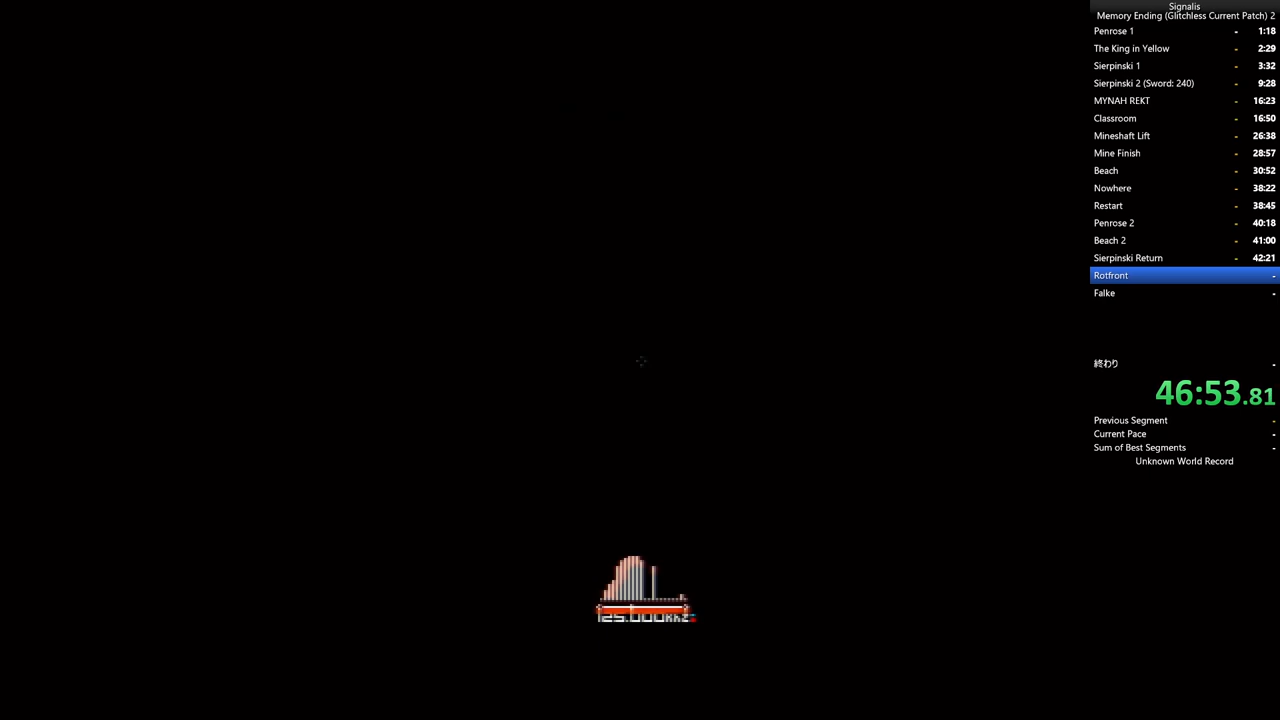 Signalis
Memory Ending (Glitchless Current Patch) 2
Penrose 1 - 1:18
The King in Yellow - 2:29
Sierpinski 1 - 3:32
Sierpinski 2 (Sword: 240) - 9:28
MYNAH REKT - 16:23
Classroom - 16:50
Mineshaft Lift - 26:38
Mine Finish - 28:57
Beach - 30:52
Nowhere - 38:22
Restart - 38:45
Penrose 2 - 40:18
Beach 2 - 41:00
Sierpinski Return - 42:21
Rotfront -
Falke -
終わり -
46:53.81
Previous Segment -
Current Pace -
Sum of Best Segments -
Unknown World Record
125.000KHZ